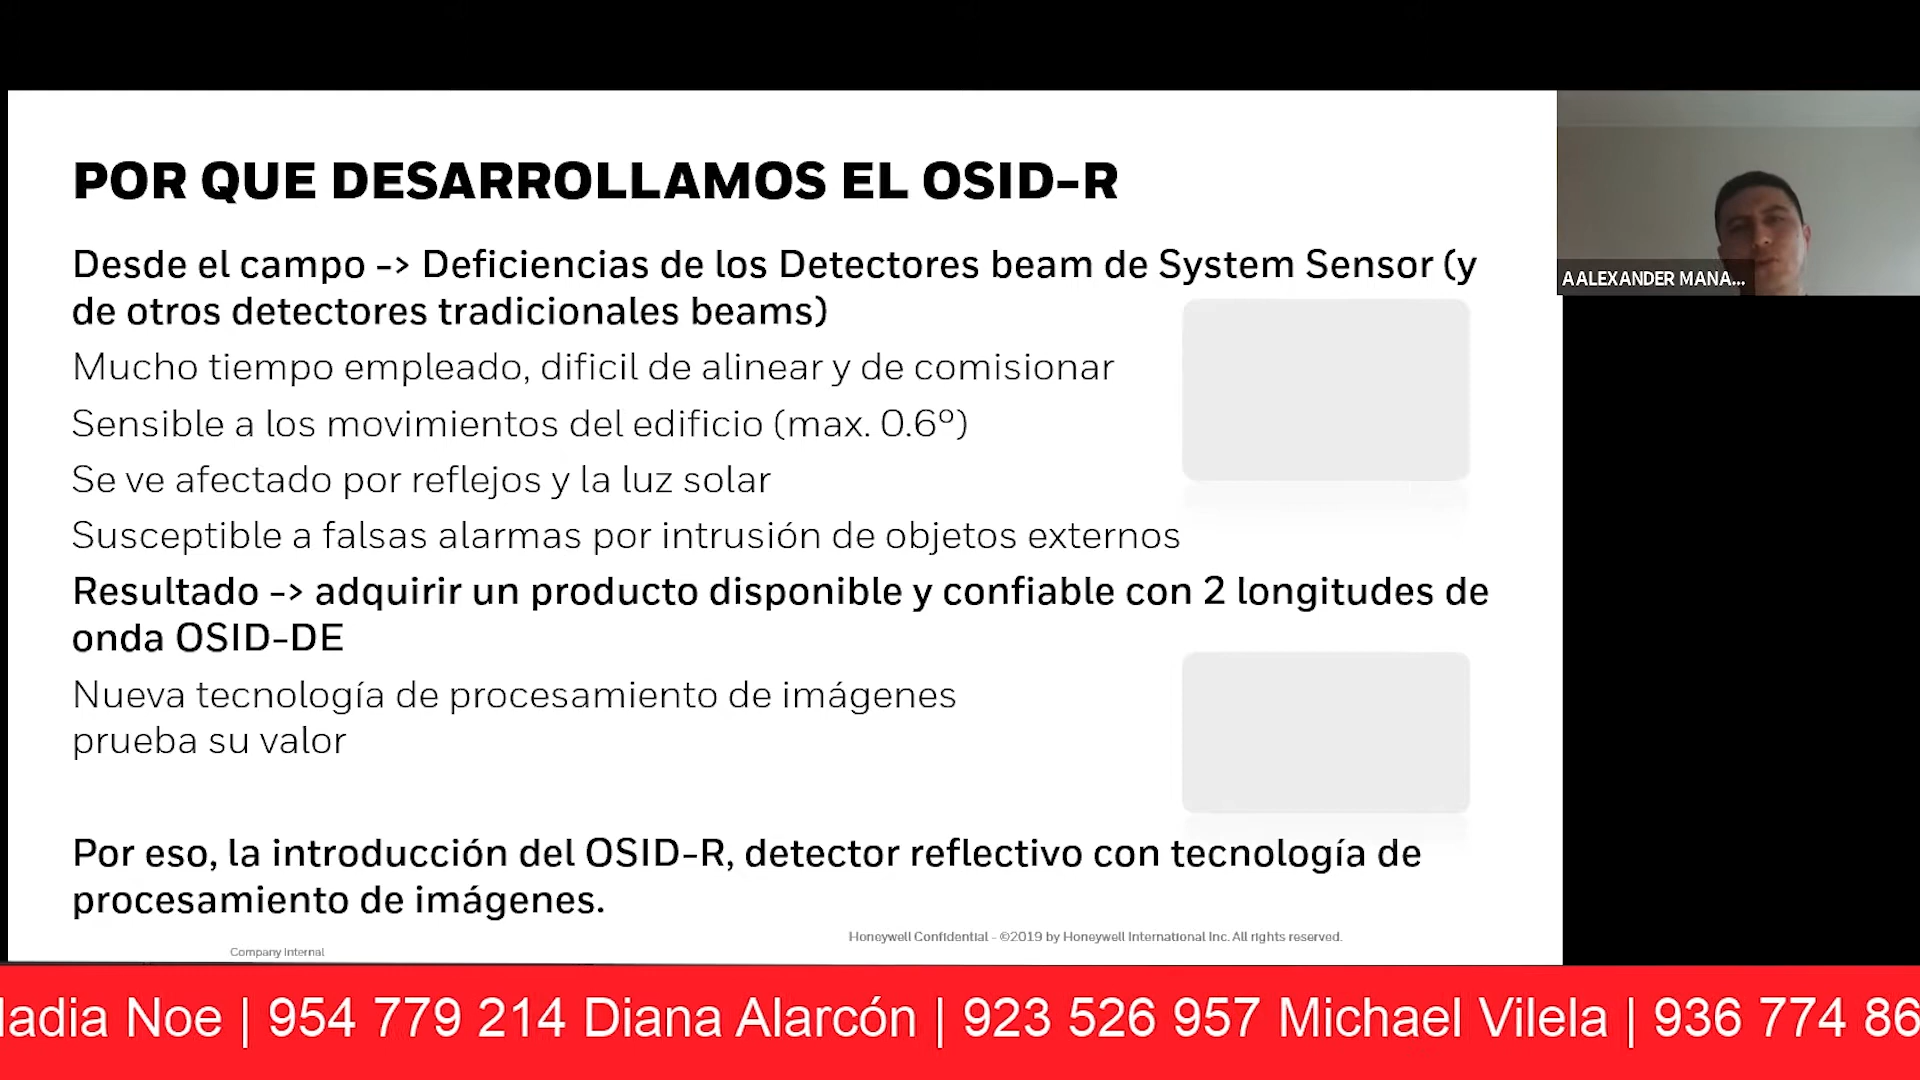 POR QUE DESARROLLAMOS EL OSID-R
Desde el campo -> Deficiencias de los Detectores beam de System Sensor (y
de otros detectores tradicionales beams)
Mucho tiempo empleado, dificil de alinear y de comisionar
Sensible a los movimientos del edificio (max. 0.6º)
Se ve afectado por reflejos y la luz solar
Susceptible a falsas alarmas por intrusión de objetos externos
Resultado -> adquirir un producto disponible y confiable con 2 longitudes de
onda OSID-DE
Nueva tecnología de procesamiento de imágenes
prueba su valor
Por eso, la introducción del OSID-R, detector reflectivo con tecnología de
procesamiento de imágenes.
Honeywell Confidential - ©2019 by Honeywell International Inc. All rights reserved.
Company Internal
AALEXANDER MANA...
adia Noe | 954 779 214 Diana Alarcón | 923 526 957 Michael Vilela | 936 774 86